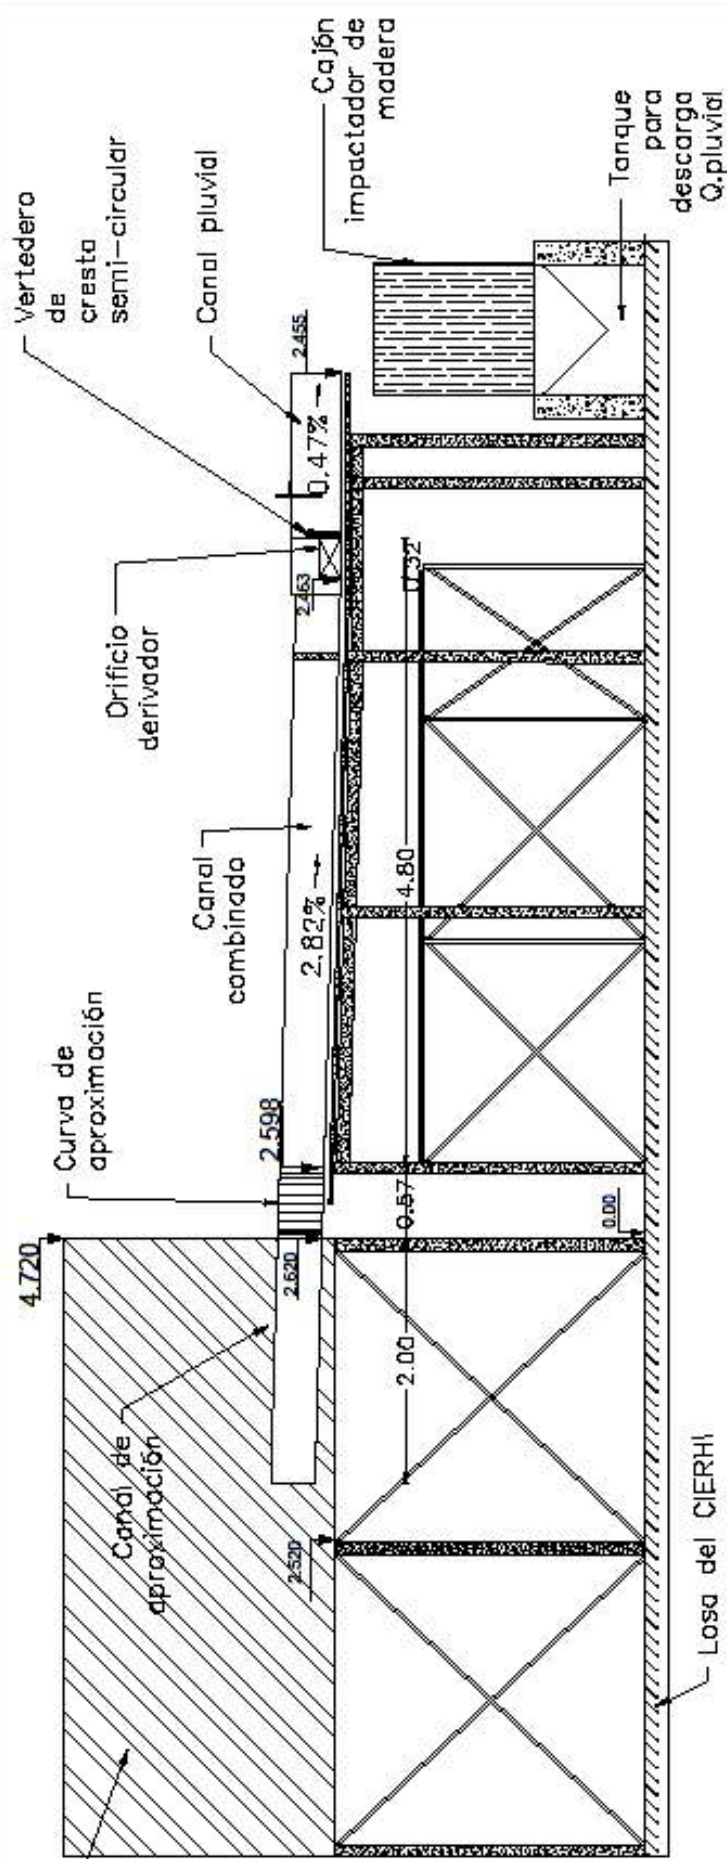 4.720
Canal de
aproximación
Curva de
aproximación
Canal
combinado
Orificio
derivador
Vertedero
de
cresta
semi-circular
Canal pluvial
Cajón
impactador de
madera
Tanque
para
descarga
Q.pluvial
2.520
2.620
2.598
2.82%
2.463
0.47%
2.455
2.00
0.57
4.80
0.32
0.00
Losa del CIERHI